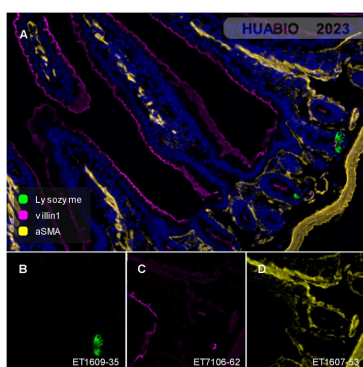 HUABIO 2023
A
Lysozyme
villin1
aSMA
B
C
D
ET1609-35
ET7106-62
ET1607-53